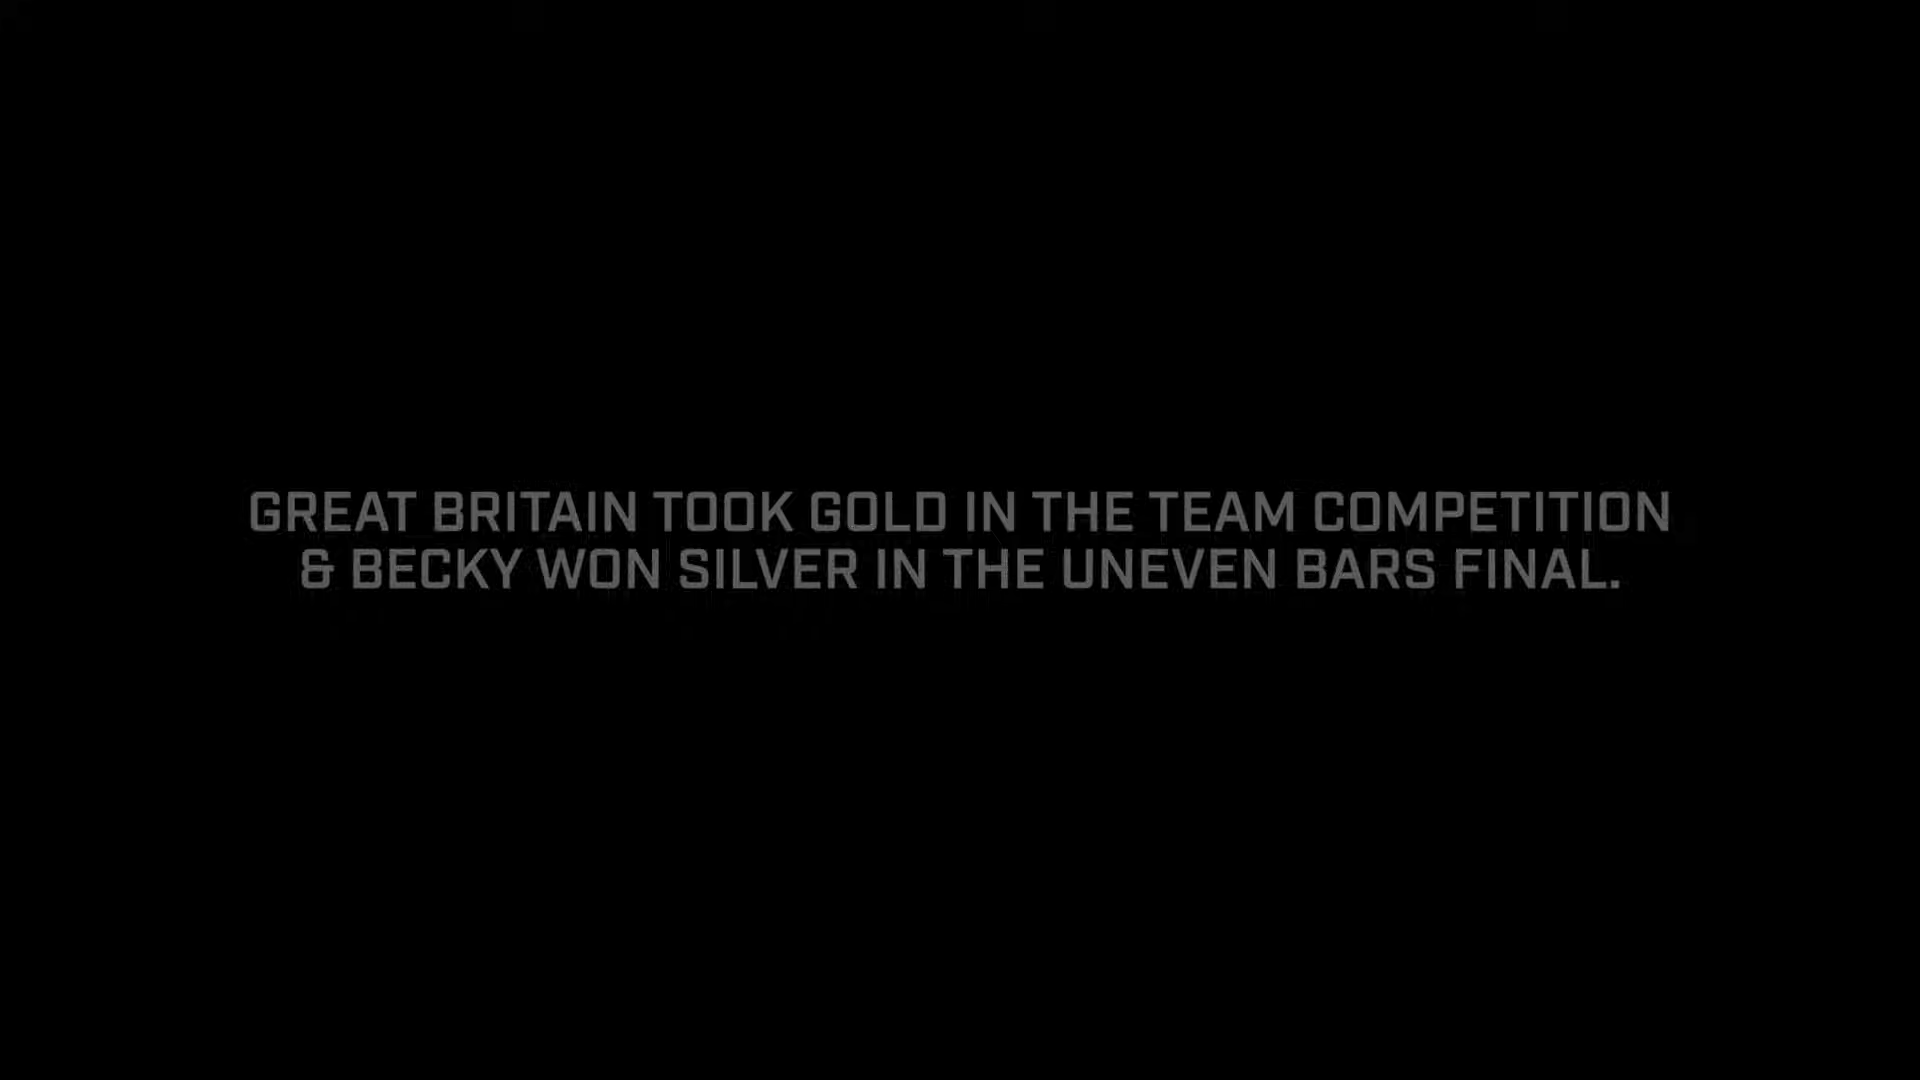 GREAT BRITAIN TOOK GOLD IN THE TEAM COMPETITION
& BECKY WON SILVER IN THE UNEVEN BARS FINAL.